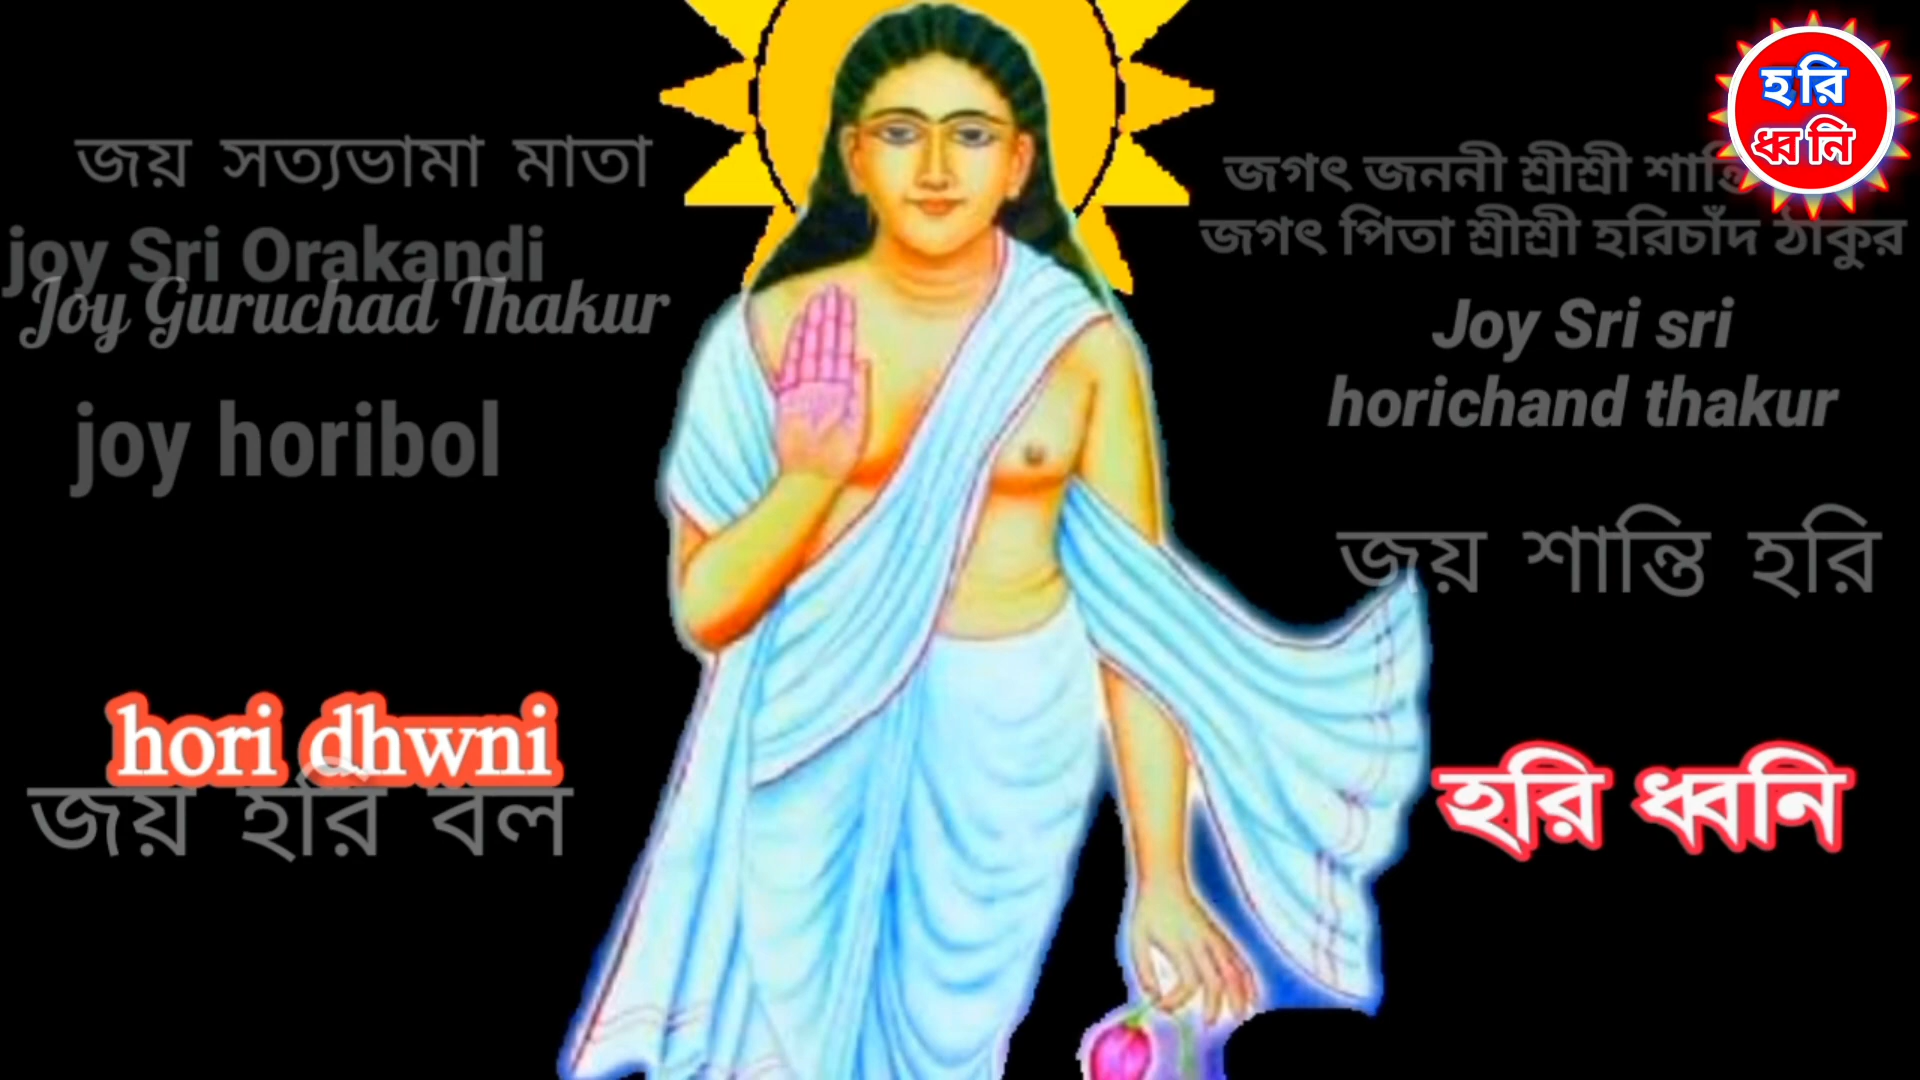 জয় সত্যভামা মাতা
joy Sri Orakandi
Joy Guruchad Thakur
joy horibol
hori dhwni
জয় হরি বল
হরি
ধ্বনি
জগৎ জননী শ্রীশ্রী
জগৎ পিতা শ্রীশ্রী হরিচাঁদ ঠাকুর
Joy Sri sri
horichand thakur
জয় শান্তি হরি
হরি ধ্বনি